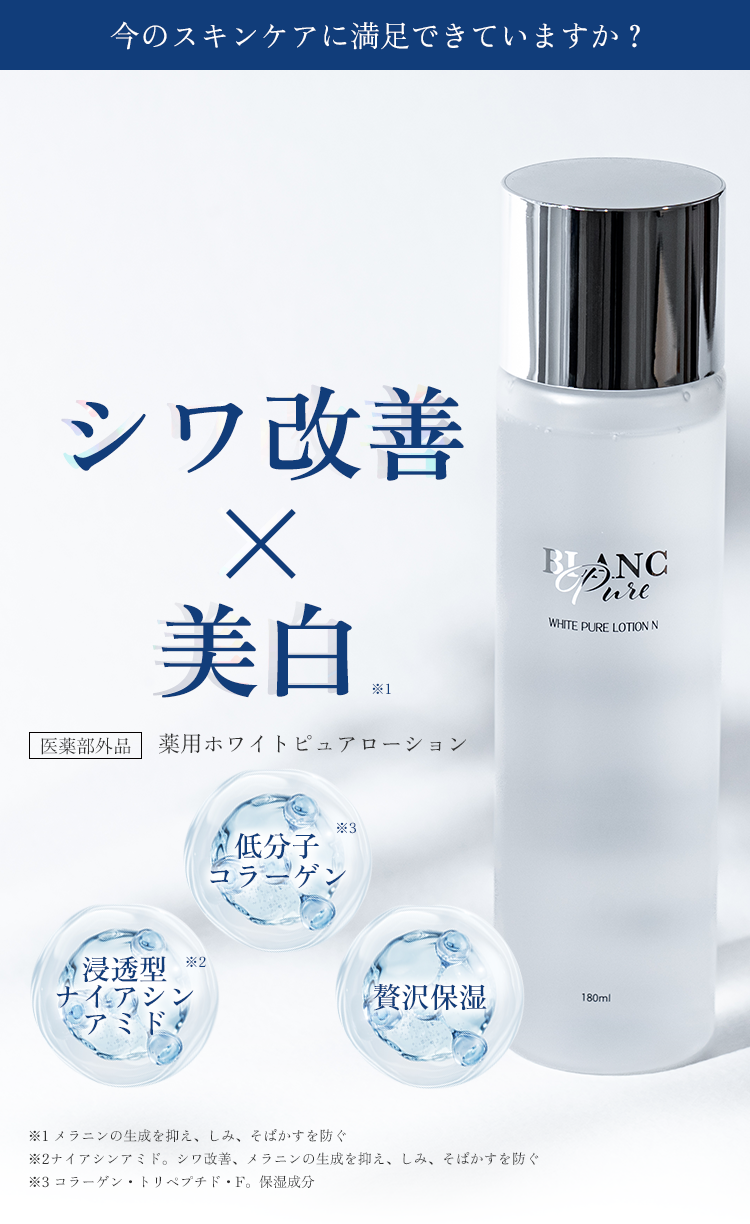 今のスキンケアに満足できていますか？
シワ改善
×
美白 ※1
医薬部外品 薬用ホワイトピュアローション
BLANC
Pure
WHITE PURE LOTION N
低分子 ※3
コラーゲン
浸透型 ※2
ナイアシン
アミド
贅沢保湿
180ml
※1 メラニンの生成を抑え、しみ、そばかすを防ぐ
※2ナイアシンアミド。シワ改善、メラニンの生成を抑え、しみ、そばかすを防ぐ
※3 コラーゲン・トリペプチド・F。保湿成分